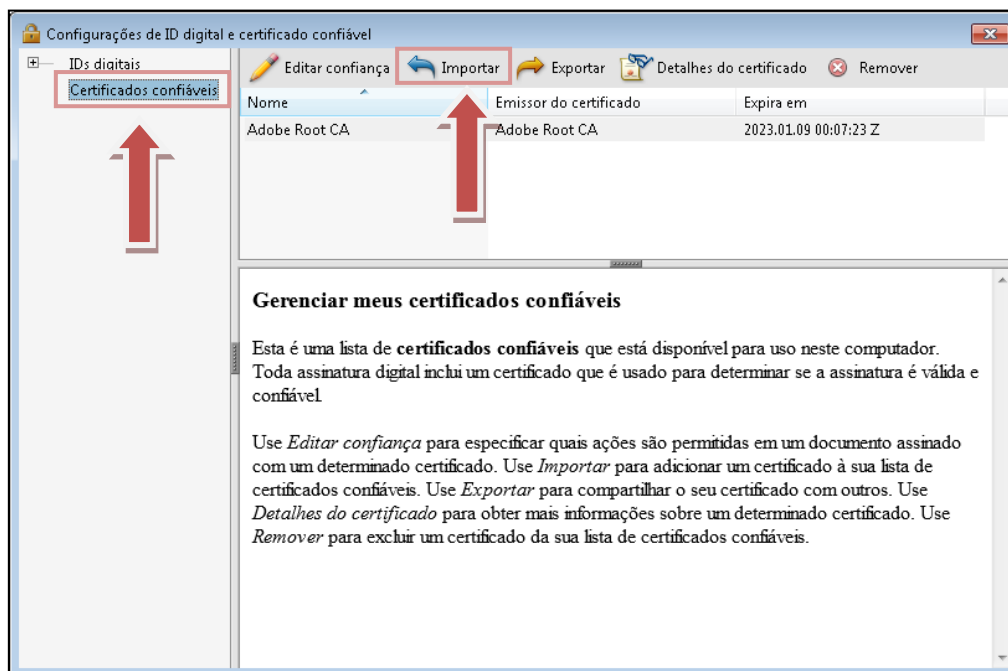 Configurações de ID digital e certificado confiável
IDs digitais
Certificados confiáveis
Editar confiança Importar Exportar Detalhes do certificado Remover
Nome Emissor do certificado Expira em
Adobe Root CA Adobe Root CA 2023.01.09 00:07:23 Z
Gerenciar meus certificados confiáveis
Esta é uma lista de certificados confiáveis que está disponível para uso neste computador.
Toda assinatura digital inclui um certificado que é usado para determinar se a assinatura é válida e
confiável.
Use Editar confiança para especificar quais ações são permitidas em um documento assinado
com um determinado certificado. Use Importar para adicionar um certificado à sua lista de
certificados confiáveis. Use Exportar para compartilhar o seu certificado com outros. Use
Detalhes do certificado para obter mais informações sobre um determinado certificado. Use
Remover para excluir um certificado da sua lista de certificados confiáveis.